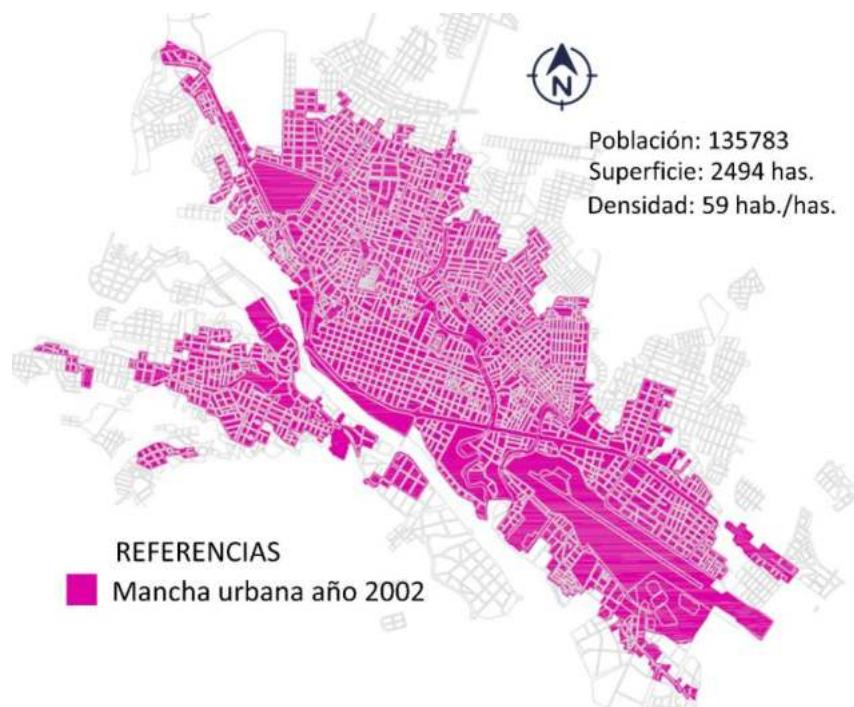 N
Población: 135783
Superficie: 2494 has.
Densidad: 59 hab./has.
REFERENCIAS
Mancha urbana año 2002